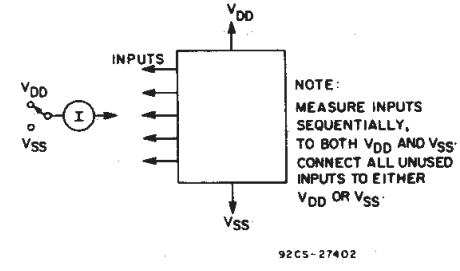 VDD
INPUTS
VDD
I
VSS
NOTE:
MEASURE INPUTS
SEQUENTIALLY,
TO BOTH VDD AND VSS.
CONNECT ALL UNUSED
INPUTS TO EITHER
VDD OR VSS.
VSS
92CS-27402